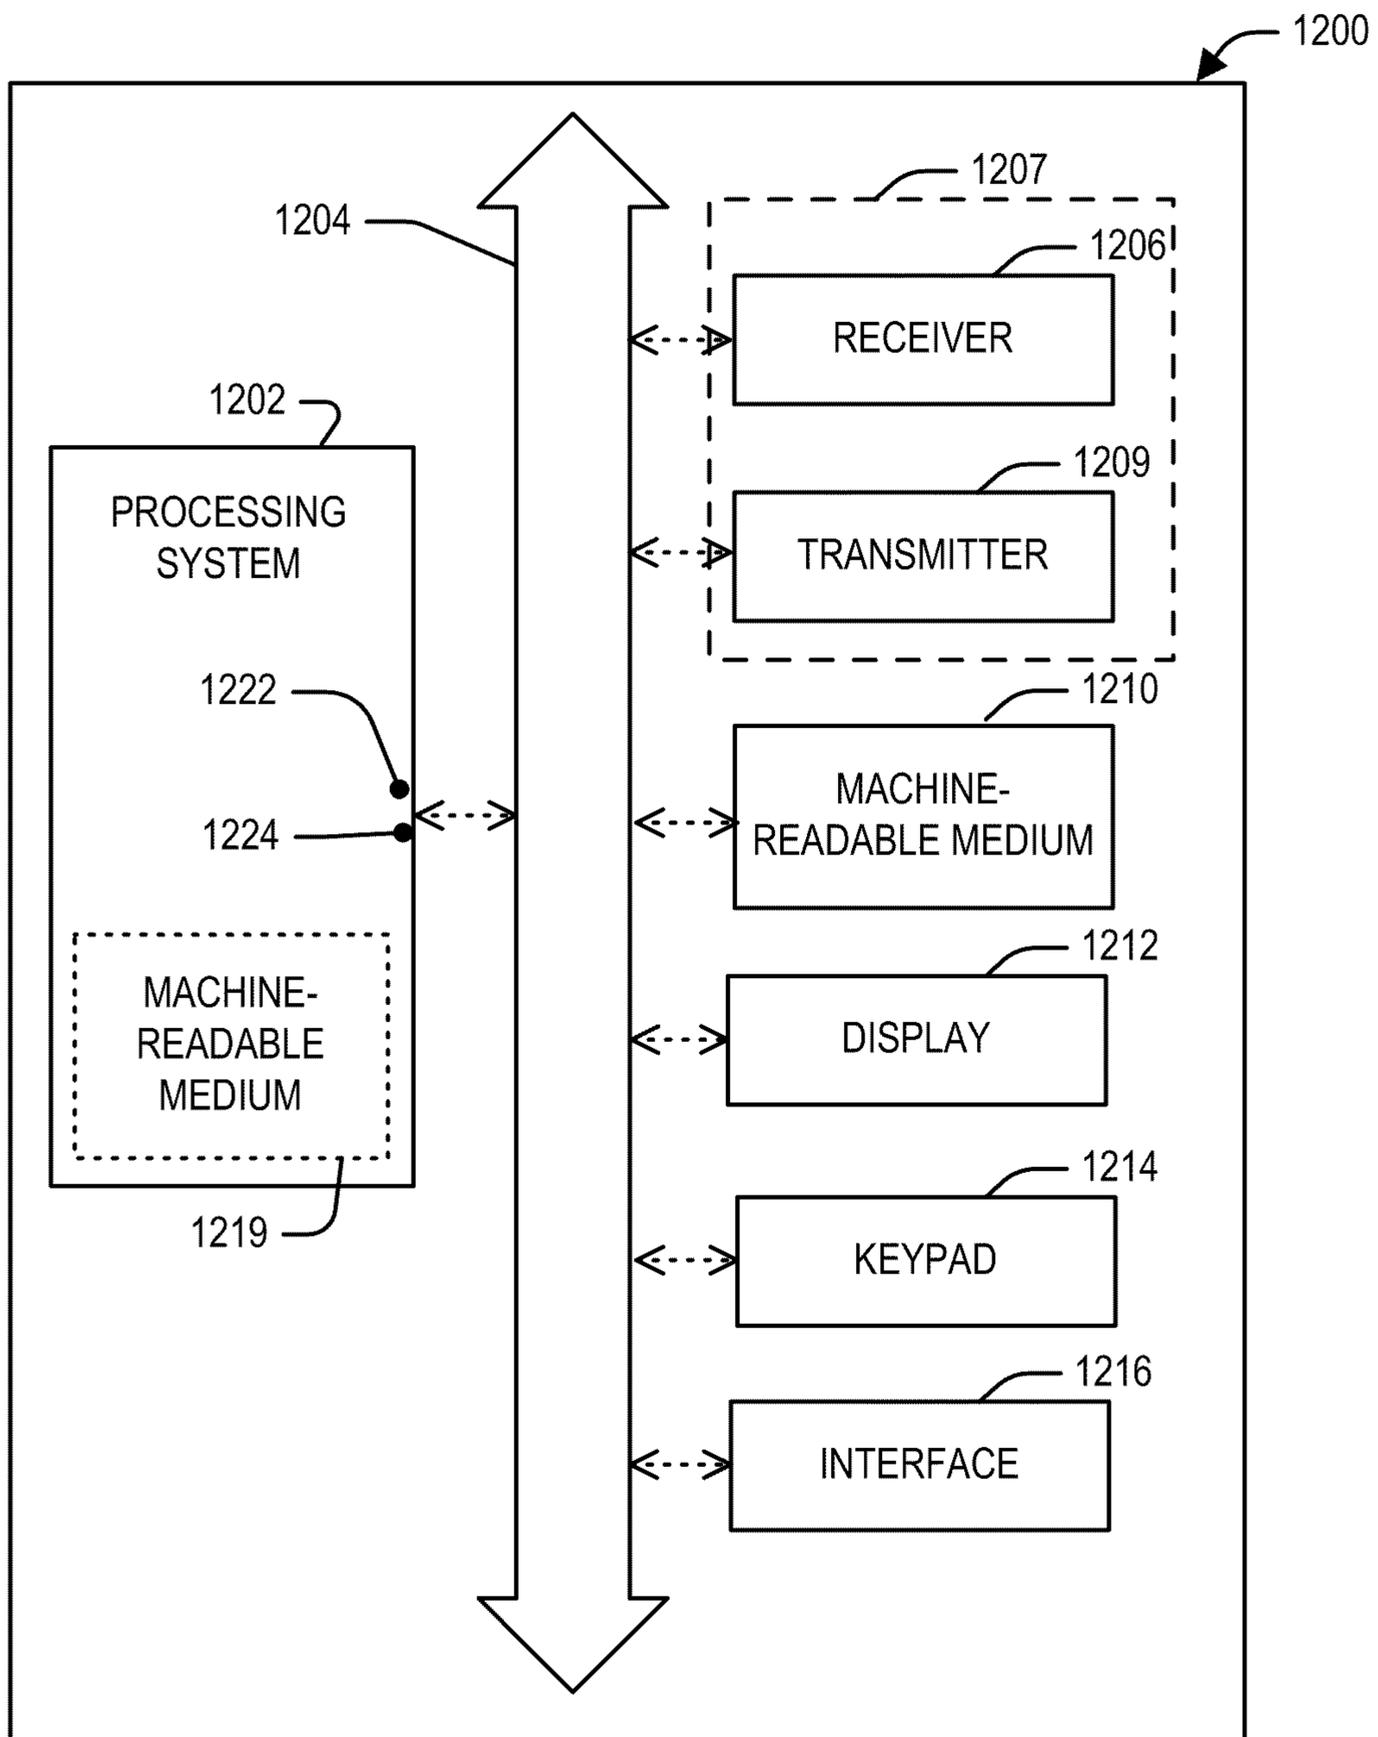 1200
1207
1204
1206
RECEIVER
1202
1209
PROCESSING
SYSTEM
TRANSMITTER
1222
1210
MACHINE-
READABLE MEDIUM
1224
1212
MACHINE-
READABLE
MEDIUM
DISPLAY
1214
1219
KEYPAD
1216
INTERFACE